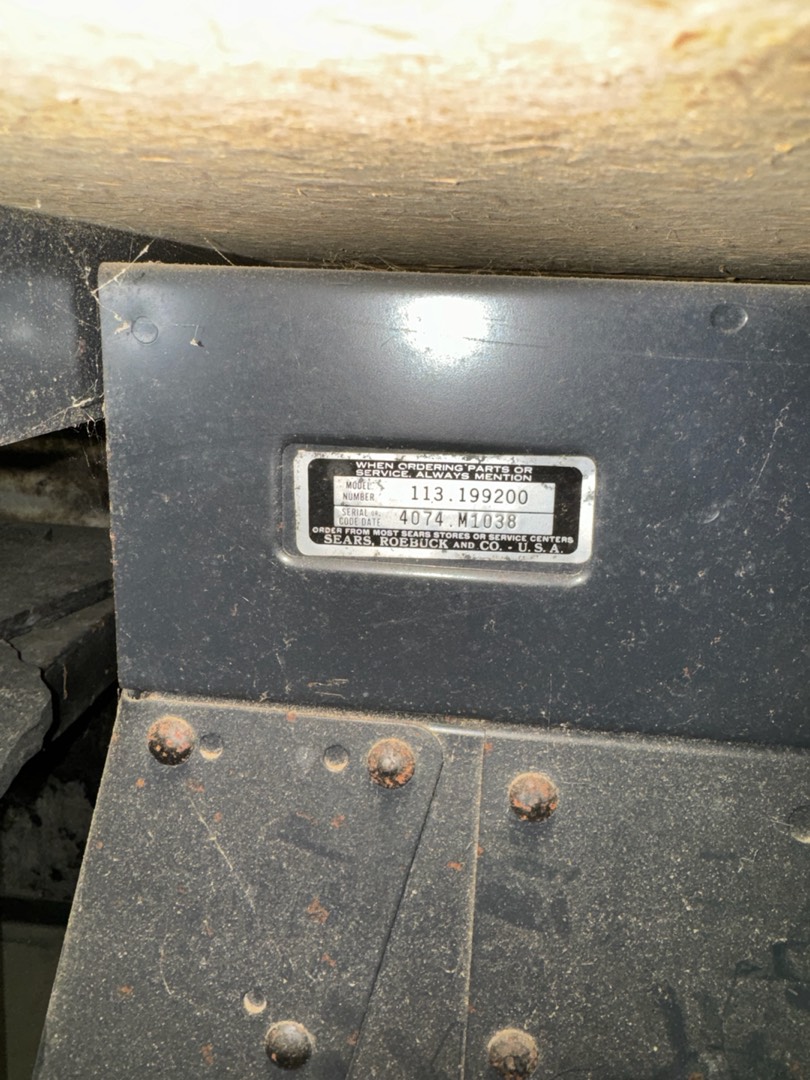 WHEN ORDERING PARTS OR
SERVICE, ALWAYS MENTION
MODEL
NUMBER 113.199200
SERIAL OR
CODE DATE 4074.M1038
ORDER FROM MOST SEARS STORES OR SERVICE CENTERS
SEARS, ROEBUCK AND CO. - U.S.A.